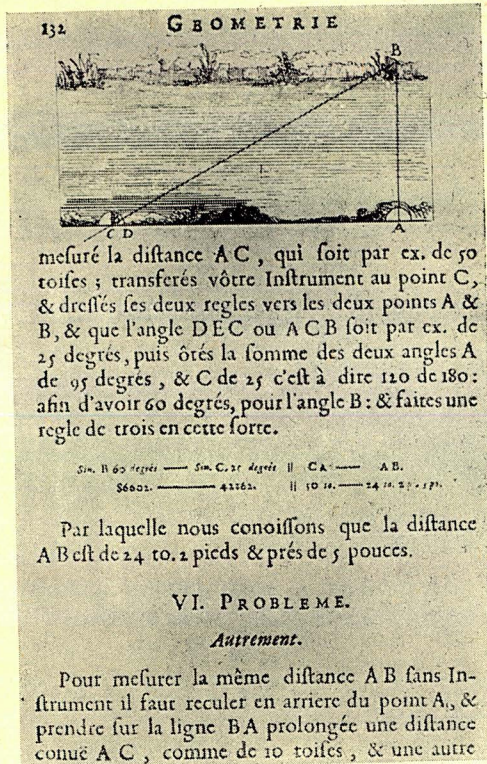 132 GEOMETRIE
B
C D
A
mesuré la distance A C, qui soit par ex. de 50
toises ; transferés vôtre Instrument au point C,
& dressés ses deux regles vers les deux points A &
B, & que l'angle DEC ou ACB soit par ex. de
25 degrés, puis ôtés la somme des deux angles A
de 95 degrés, & C de 25 c'est à dire 120 de 180:
afin d'avoir 60 degrés, pour l'angle B: & faites une
regle de trois en cette sorte.
Sin. B 60 degrés —— Sin. C. 25 degrés || CA —— AB.
86602. —— 42262. || 50 to. —— 24 to. 2 p. 5 po.
Par laquelle nous conoissons que la distance
A B est de 24 to. 2 pieds & prés de 5 pouces.
VI. PROBLEME.
Autrement.
Pour mesurer la même distance A B sans In-
strument il faut reculer en arriere du point A, &
prendre sur la ligne BA prolongée une distance
conuë A C, comme de 10 toises, & une autre